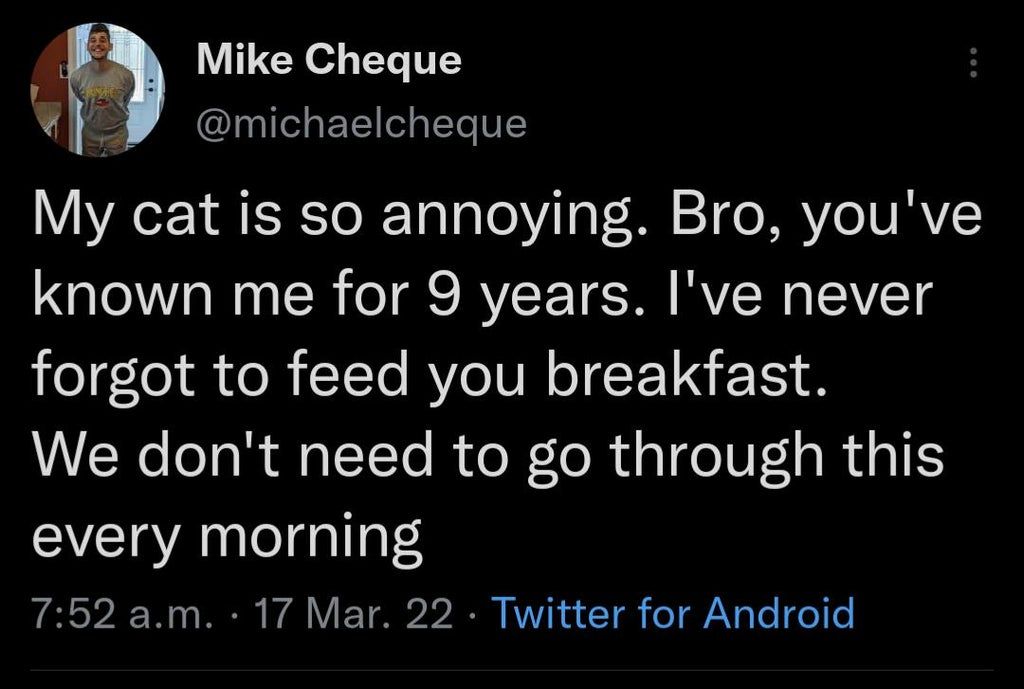 Mike Cheque
@michaelcheque
My cat is so annoying. Bro, you've
known me for 9 years. I've never
forgot to feed you breakfast.
We don't need to go through this
every morning
7:52 a.m. · 17 Mar. 22 · Twitter for Android